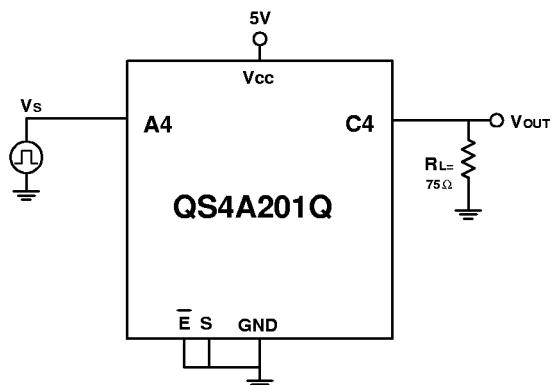 5V
Vcc
Vs
A4
C4
VOUT
RL=
75Ω
QS4A201Q
E̅ S GND